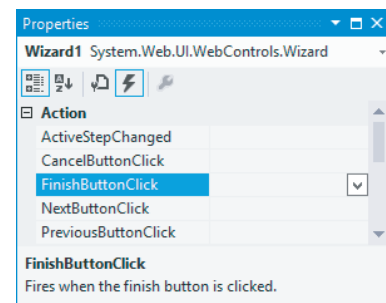 Properties
Wizard1 System.Web.UI.WebControls.Wizard
Action
ActiveStepChanged
CancelButtonClick
FinishButtonClick
NextButtonClick
PreviousButtonClick
FinishButtonClick
Fires when the finish button is clicked.